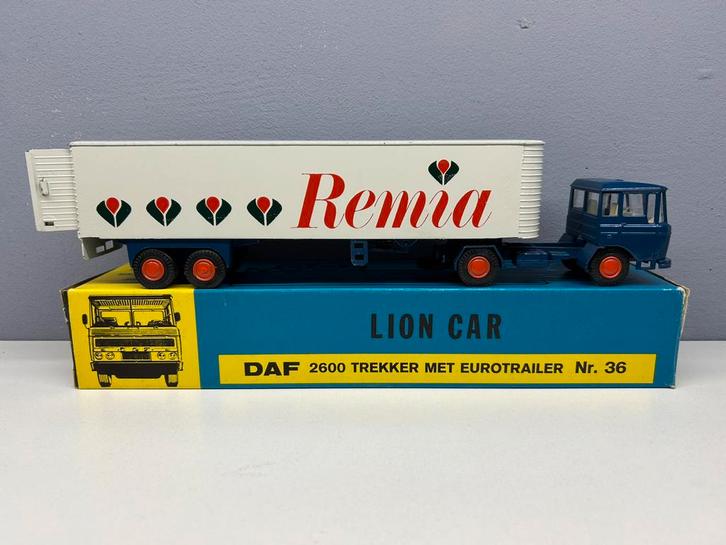 Remia
LION CAR
DAF 2600 TREKKER MET EUROTRAILER Nr. 36